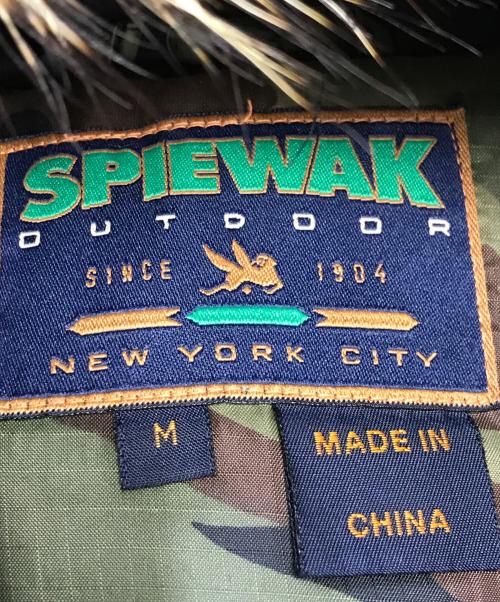 SPIEWAK
OUTDOOR
SINCE 1904
NEW YORK CITY
M
MADE IN
CHINA